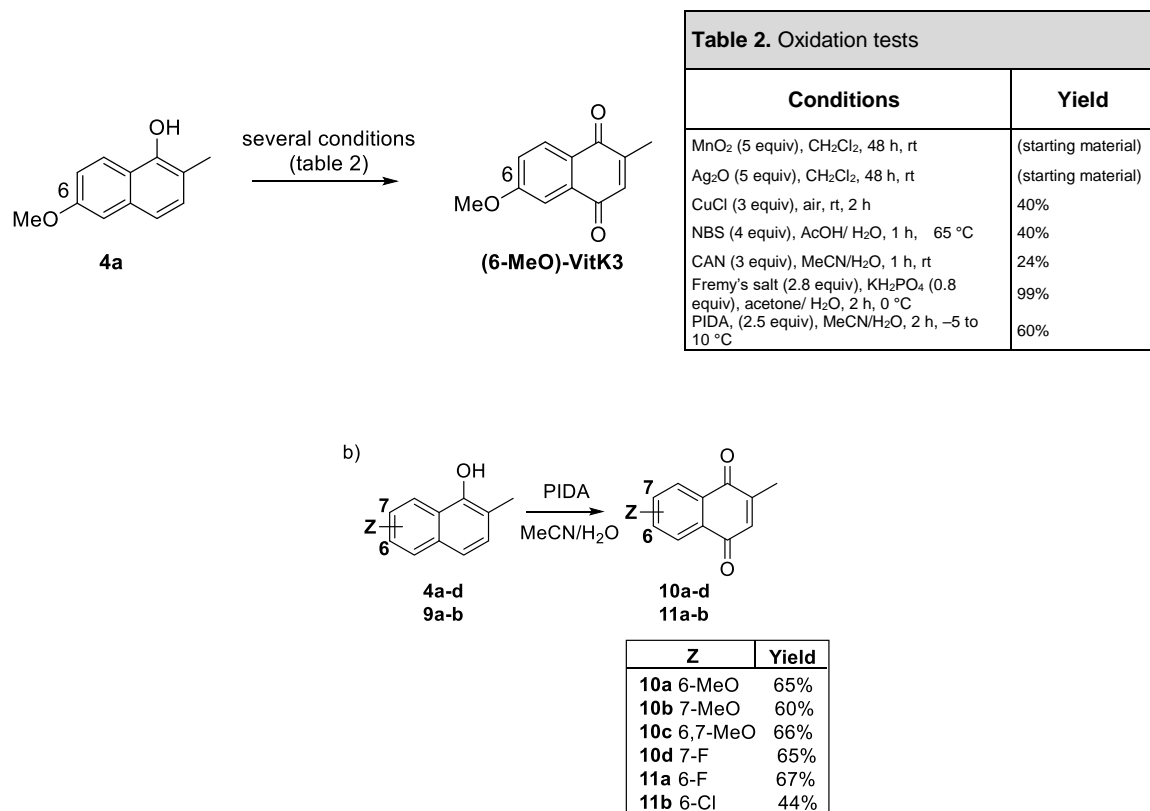 Table 2. Oxidation tests
Conditions Yield
MnO₂ (5 equiv), CH₂Cl₂, 48 h, rt (starting material)
Ag₂O (5 equiv), CH₂Cl₂, 48 h, rt (starting material)
CuCl (3 equiv), air, rt, 2 h 40%
NBS (4 equiv), AcOH/ H₂O, 1 h, 65 °C 40%
CAN (3 equiv), MeCN/H₂O, 1 h, rt 24%
Fremy's salt (2.8 equiv), KH₂PO₄ (0.8
equiv), acetone/ H₂O, 2 h, 0 °C 99%
PIDA, (2.5 equiv), MeCN/H₂O, 2 h, –5 to
10 °C 60%
OH
6
MeO
4a
several conditions
(table 2)
O
6
MeO
O
(6-MeO)-VitK3
b)
OH
7
Z
6
4a-d
9a-b
PIDA
MeCN/H₂O
O
7
Z
6
O
10a-d
11a-b
Z Yield
10a 6-MeO 65%
10b 7-MeO 60%
10c 6,7-MeO 66%
10d 7-F 65%
11a 6-F 67%
11b 6-Cl 44%